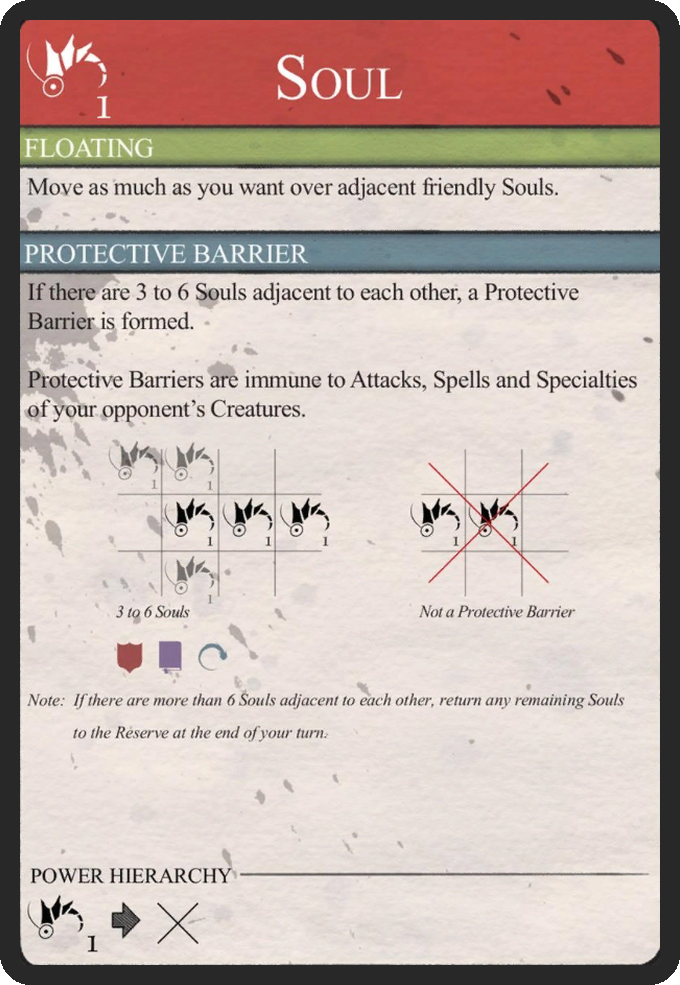 1
SOUL
FLOATING
Move as much as you want over adjacent friendly Souls.
PROTECTIVE BARRIER
If there are 3 to 6 Souls adjacent to each other, a Protective
Barrier is formed.
Protective Barriers are immune to Attacks, Spells and Specialties
of your opponent's Creatures.
1 1
1 1 1
1
1 1
3 to 6 Souls
Not a Protective Barrier
Note: If there are more than 6 Souls adjacent to each other, return any remaining Souls
to the Reserve at the end of your turn.
POWER HIERARCHY
1